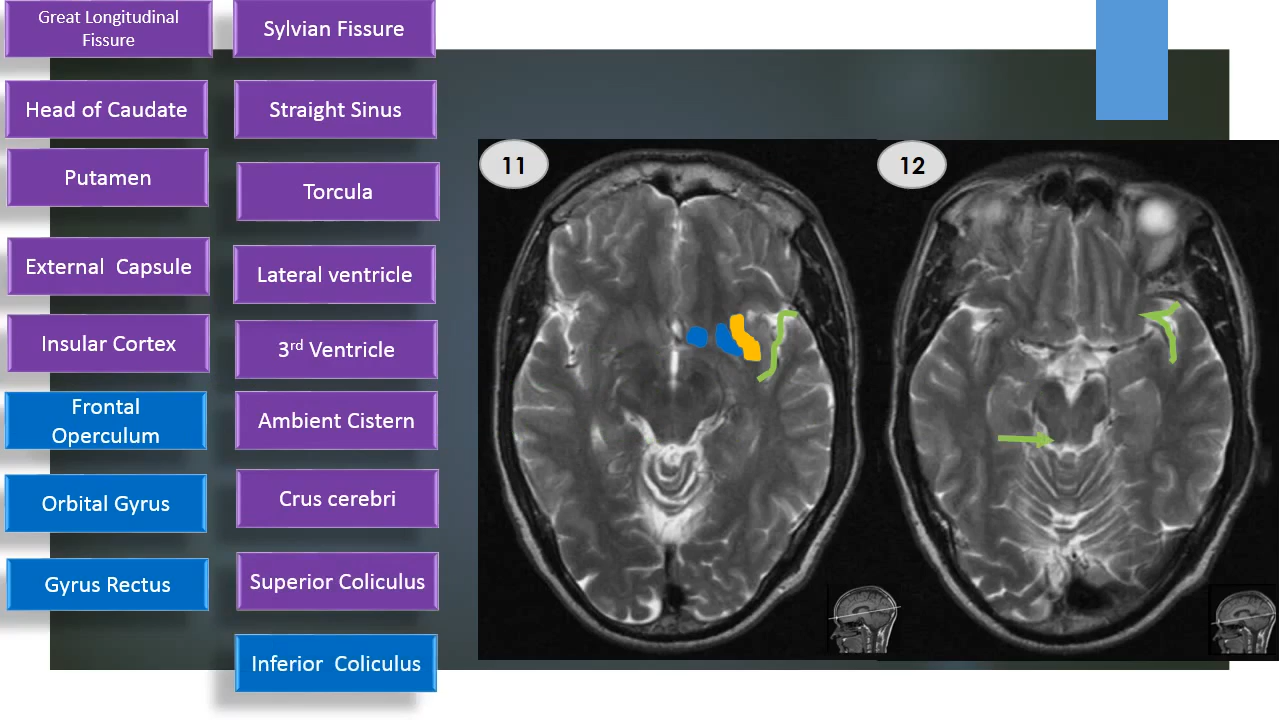 Great Longitudinal
Fissure
Sylvian Fissure
Head of Caudate
Straight Sinus
Putamen
Torcula
External  Capsule
Lateral ventricle
Insular Cortex
3rd Ventricle
Frontal
Operculum
Ambient Cistern
Orbital Gyrus
Crus cerebri
Gyrus Rectus
Superior Coliculus
Inferior  Coliculus
11
12